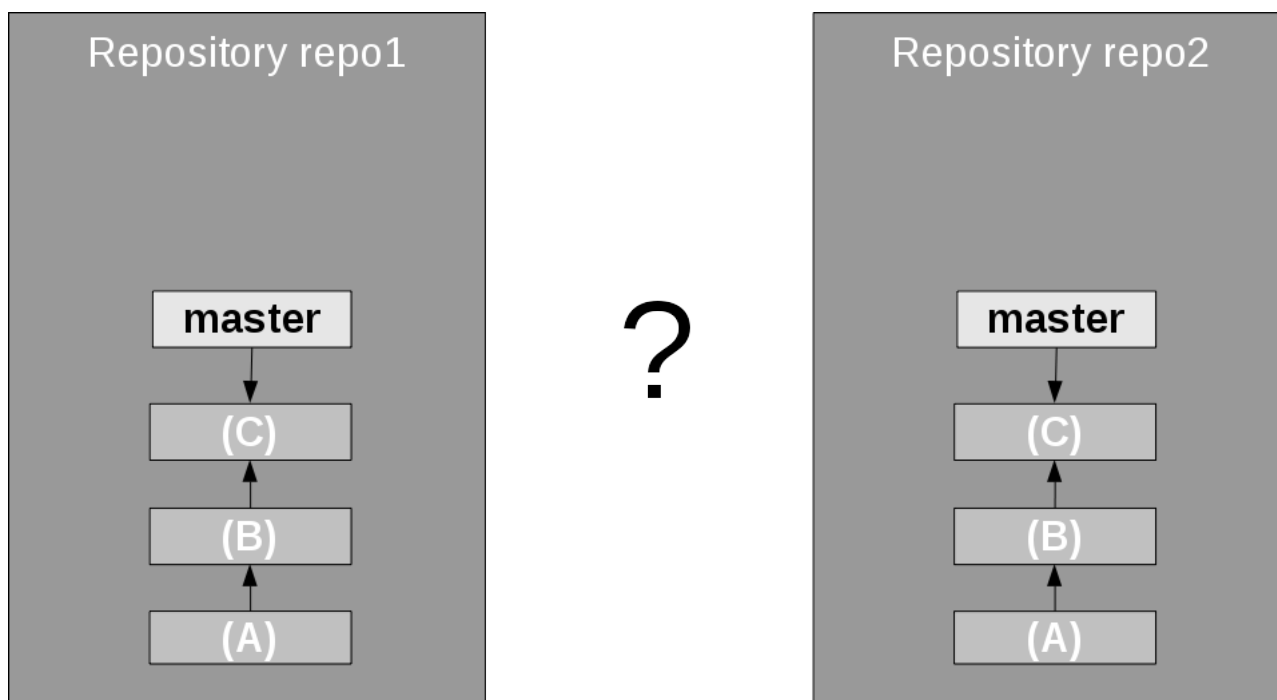 Repository repo1
master
(C)
(B)
(A)
?
Repository repo2
master
(C)
(B)
(A)